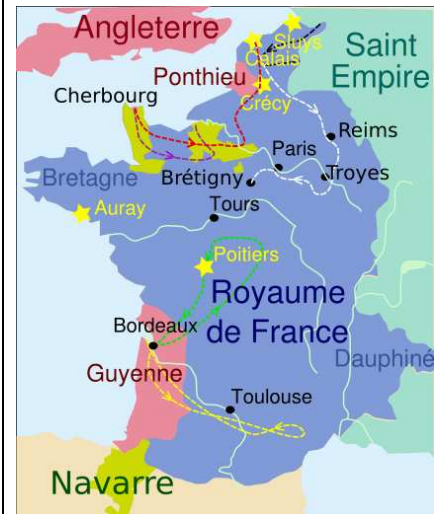 Angleterre
Sluys
Calais
Saint
Empire
Ponthieu
Crécy
Cherbourg
Reims
Paris
Bretagne
Brétigny
Troyes
Auray
Tours
Poitiers
Royaume
de France
Bordeaux
Dauphiné
Guyenne
Toulouse
Navarre